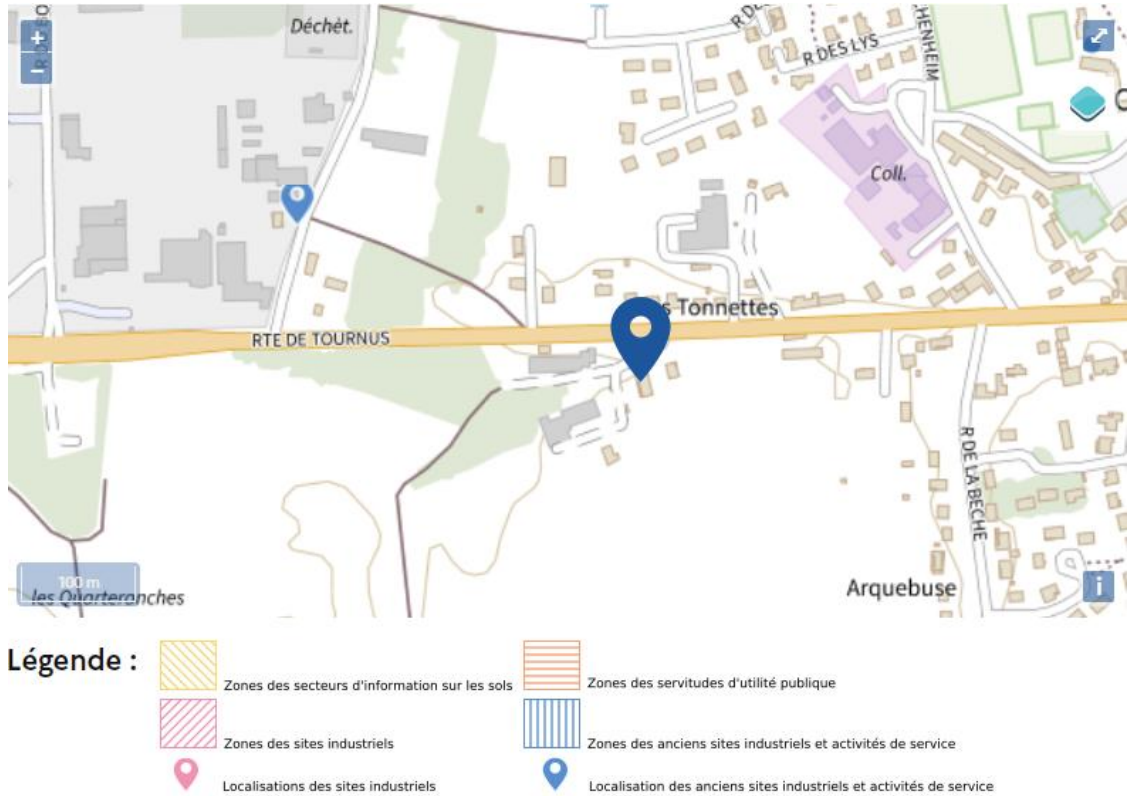 Déchèt.
+
−
R DES LYS
Coll.
Tonnettes
RTE DE TOURNUS
R DE LA BECHE
Arquebuse
100 m
les Quarteranches
i
Légende :
Zones des secteurs d'information sur les sols
Zones des servitudes d'utilité publique
Zones des sites industriels
Zones des anciens sites industriels et activités de service
Localisations des sites industriels
Localisation des anciens sites industriels et activités de service